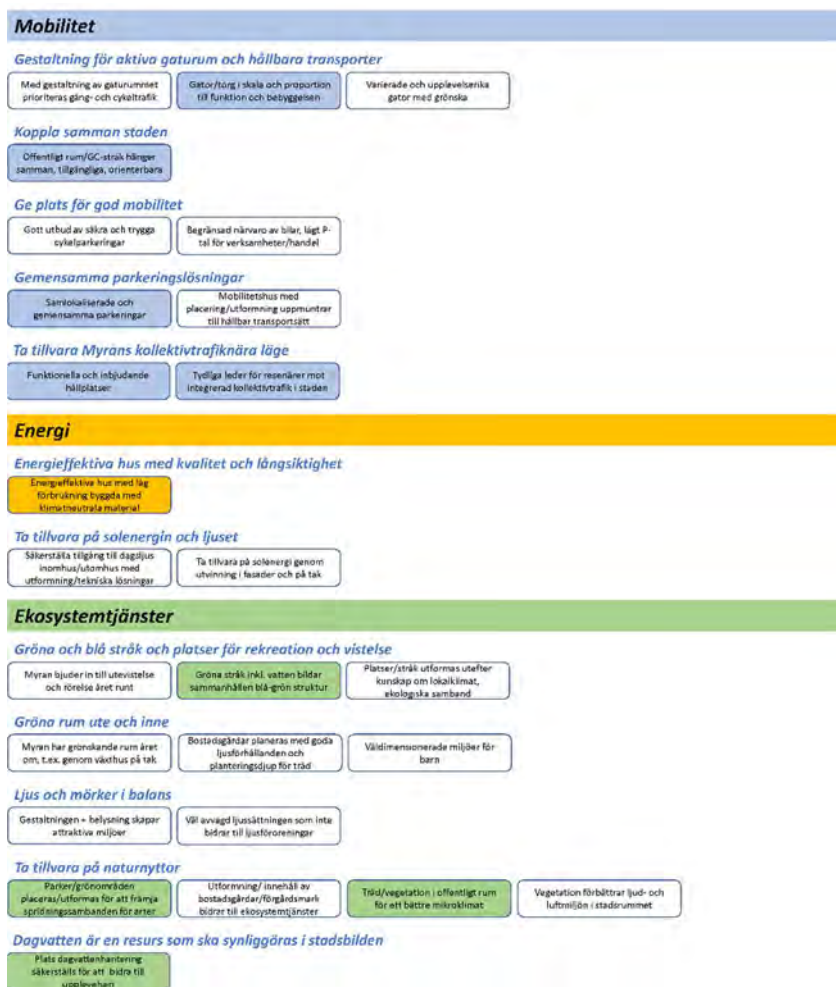 Mobilitet
Gestaltning för aktiva gaturum och hållbara transporter
Med gestaltning av gaturummet
prioriteras gång- och cykeltrafik
Gator/torg i skala och proportion
till funktion och bebyggelsen
Varierade och upplevelserika
gator med grönska
Koppla samman staden
Offentligt rum/GC-stråk hänger
samman, tillgängliga, orienterbara
Ge plats för god mobilitet
Gott utbud av säkra och trygga
cykelparkeringar
Begränsad närvaro av bilar, lågt P-
tal för verksamheter/handel
Gemensamma parkeringslösningar
Samlokaliserade och
gemensamma parkeringar
Mobilitetshus med
placering/utformning uppmuntrar
till hållbar transportsätt
Ta tillvara Myrans kollektivtrafiknära läge
Funktionella och inbjudande
hållplatser
Tydliga leder för resenärer mot
integrerad kollektivtrafik i staden
Energi
Energieffektiva hus med kvalitet och långsiktighet
Energieffektiva hus med låg
förbrukning byggda med
klimatneutrala material
Ta tillvara på solenergin och ljuset
Säkerställa tillgång till dagsljus
inomhus/utomhus med
utformning/tekniska lösningar
Ta tillvara på solenergi genom
utvinning i fasader och på tak
Ekosystemtjänster
Gröna och blå stråk och platser för rekreation och vistelse
Myran bjuder in till utevistelse
och rörelse året runt
Gröna stråk inkl. vatten bildar
sammanhållen blå-grön struktur
Platser/stråk utformas utefter
kunskap om lokalklimat,
ekologiska samband
Gröna rum ute och inne
Myran har grönskande rum året
om, t.ex. genom växthus på tak
Bostadsgårdar planeras med goda
ljusförhållanden och
planteringsdjup för träd
Väldimensionerade miljöer för
barn
Ljus och mörker i balans
Gestaltningen + belysning skapar
attraktiva miljöer
Väl avvägd ljussättningen som inte
bidrar till ljusföroreningar
Ta tillvara på naturnyttor
Parker/grönområden
placeras/utformas för att främja
spridningssambanden för arter
Utformning/ innehåll av
bostadsgårdar/förgårdsmark
bidrar till ekosystemtjänster
Träd/vegetation i offentligt rum
för ett bättre mikroklimat
Vegetation förbättrar ljud- och
luftmiljön i stadsrummet
Dagvatten är en resurs som ska synliggöras i stadsbilden
Plats dagvattenhantering
säkerställs för att bidra till
upplevelsen